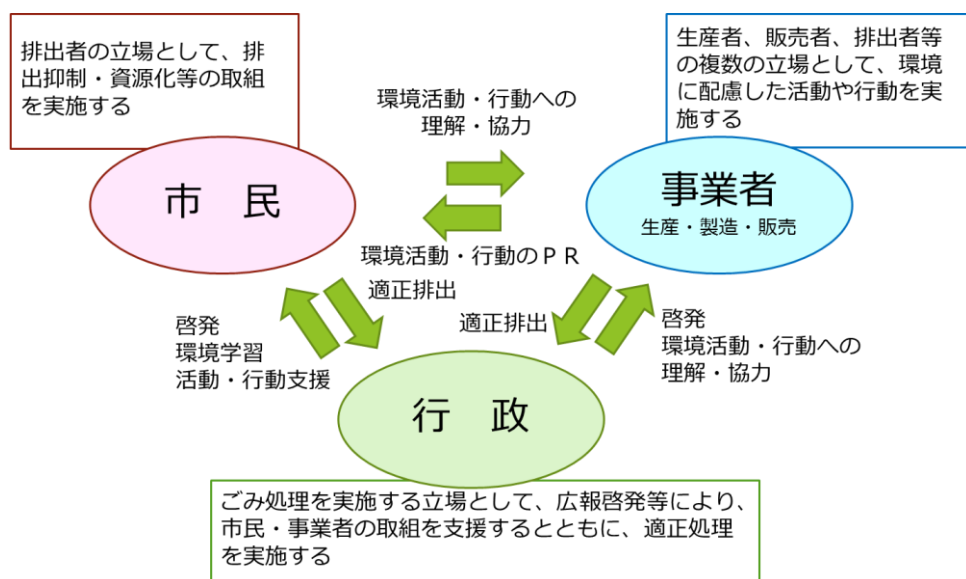 排出者の立場として、排
出抑制・資源化等の取組
を実施する
生産者、販売者、排出者等
の複数の立場として、環境
に配慮した活動や行動を実
施する
環境活動・行動への
理解・協力
市　民
事業者
生産・製造・販売
環境活動・行動のＰＲ
適正排出
啓発
環境学習
活動・行動支援
適正排出
啓発
環境活動・行動への
理解・協力
行　政
ごみ処理を実施する立場として、広報啓発等により、
市民・事業者の取組を支援するとともに、適正処理
を実施する